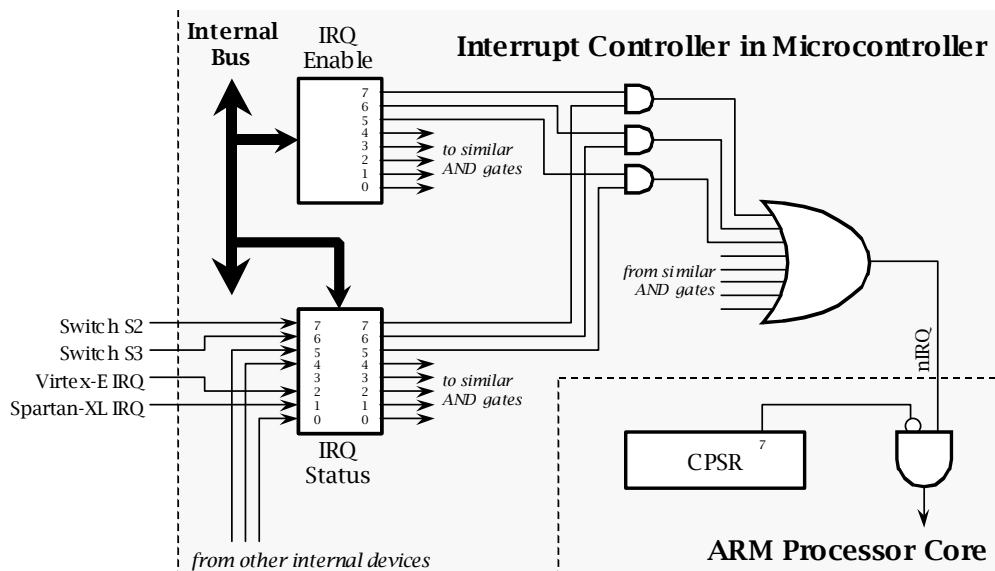 Internal
Bus
IRQ
Enable
Interrupt Controller in Microcontroller
7
6
5
4
3
2
1
0
to similar
AND gates
from similar
AND gates
Switch S2
Switch S3
Virtex-E IRQ
Spartan-XL IRQ
7
6
5
4
3
2
1
0
7
6
5
4
3
2
1
0
to similar
AND gates
IRQ
Status
nIRQ
7
CPSR
from other internal devices
ARM Processor Core